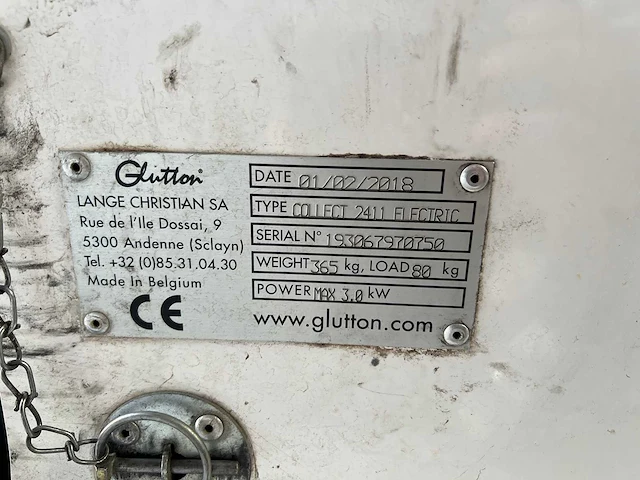 Glutton
LANGE CHRISTIAN SA
Rue de l'Ile Dossai, 9
5300 Andenne (Sclayn)
Tel. +32 (0)85.31.04.30
Made In Belgium
CE
DATE 01/02/2018
TYPE COLLECT 2411 ELECTRIC
SERIAL N° 193067970750
WEIGHT 365 kg, LOAD 80 kg
POWER MAX 3.0 kW
www.glutton.com